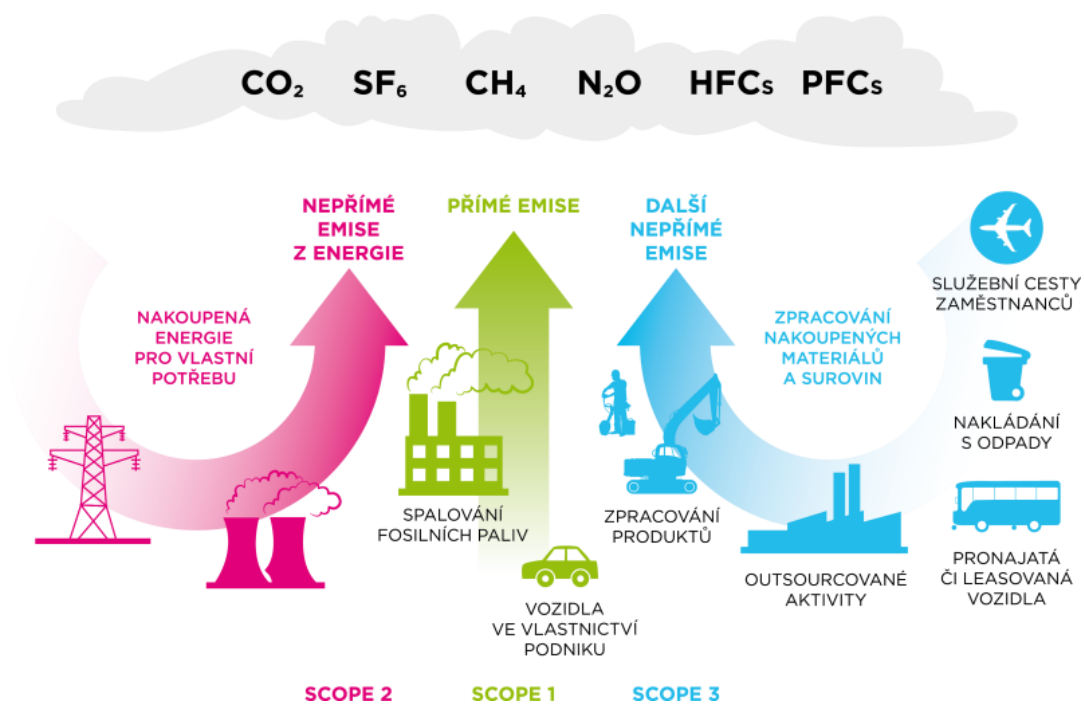 CO₂ SF₆ CH₄ N₂O HFCs PFCs
NEPŘÍMÉ
EMISE
Z ENERGIE
PŘÍMÉ EMISE
DALŠÍ
NEPŘÍMÉ
EMISE
NAKOUPENÁ
ENERGIE
PRO VLASTNÍ
POTŘEBU
ZPRACOVÁNÍ
NAKOUPENÝCH
MATERIÁLŮ
A SUROVIN
SLUŽEBNÍ CESTY
ZAMĚSTNANCŮ
NAKLÁDÁNÍ
S ODPADY
SPALOVÁNÍ
FOSILNÍCH PALIV
ZPRACOVÁNÍ
PRODUKTŮ
OUTSOURCOVANÉ
AKTIVITY
PRONAJATÁ
ČI LEASOVANÁ
VOZIDLA
VOZIDLA
VE VLASTNICTVÍ
PODNIKU
SCOPE 2
SCOPE 1
SCOPE 3